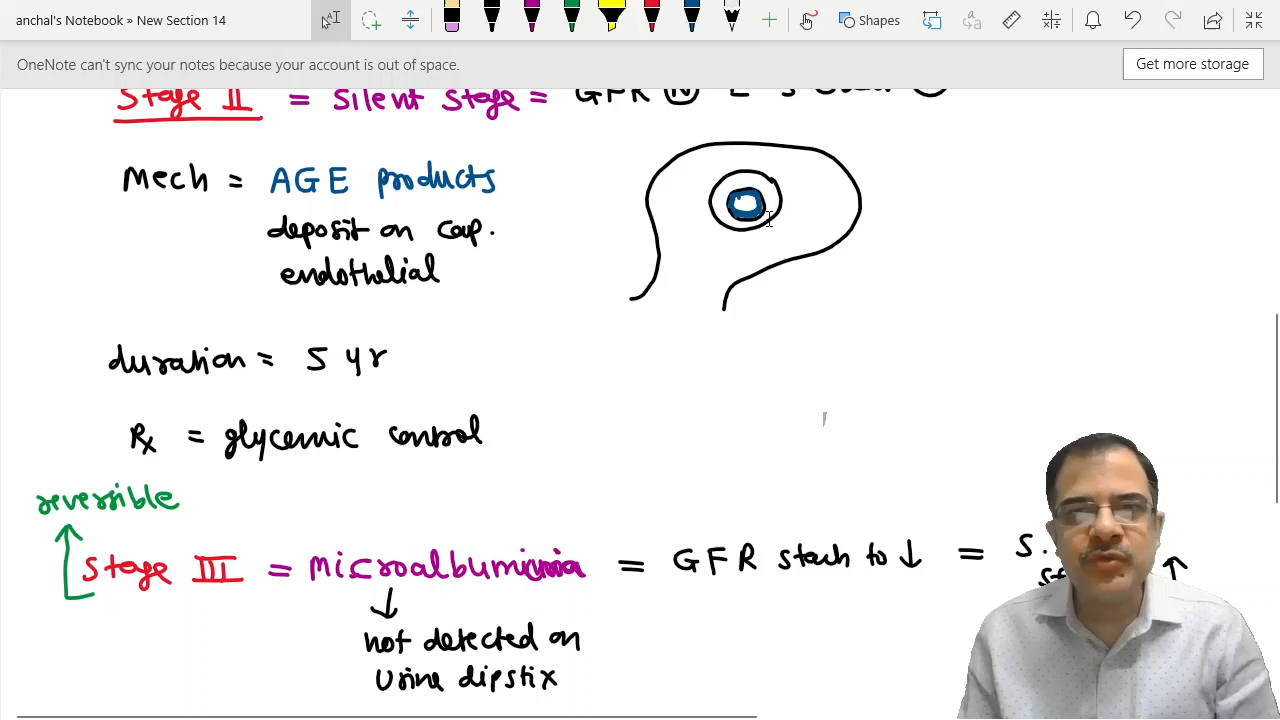 anchal's Notebook » New Section 14
Shapes
OneNote can't sync your notes because your account is out of space.
Get more storage
Stage II = Silent Stage = GFR N
Mech = AGE products
deposit on cap.
endothelial
duration = 5 yr
Rx = glycemic control
reversible
Stage III = Microalbuminuria = GFR starts to ↓ = S. ↑
not detected on
urine dipstix